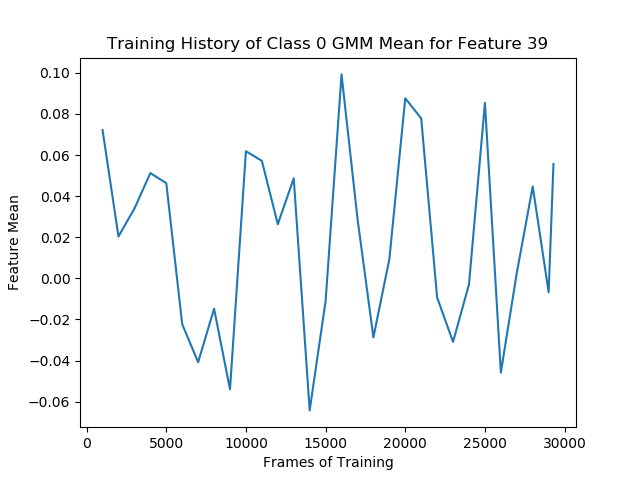 Training History of Class 0 GMM Mean for Feature 39
0.10
0.08
0.06
0.04
0.02
0.00
−0.02
−0.04
−0.06
Feature Mean
0 5000 10000 15000 20000 25000 30000
Frames of Training